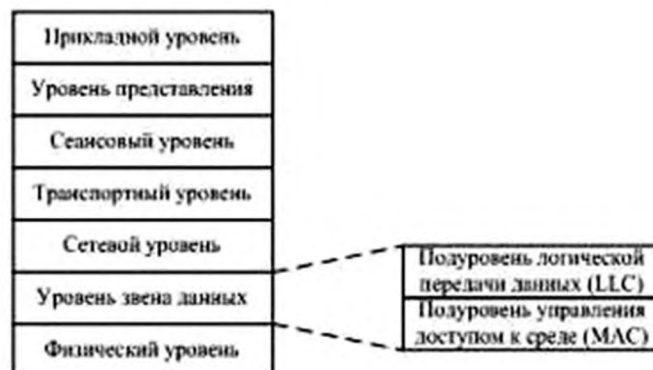 Прикладной уровень
Уровень представления
Сеансовый уровень
Транспортный уровень
Сетевой уровень
Уровень звена данных
Физический уровень
Подуровень логической
передачи данных (LLC)
Подуровень управления
доступом к среде (MAC)